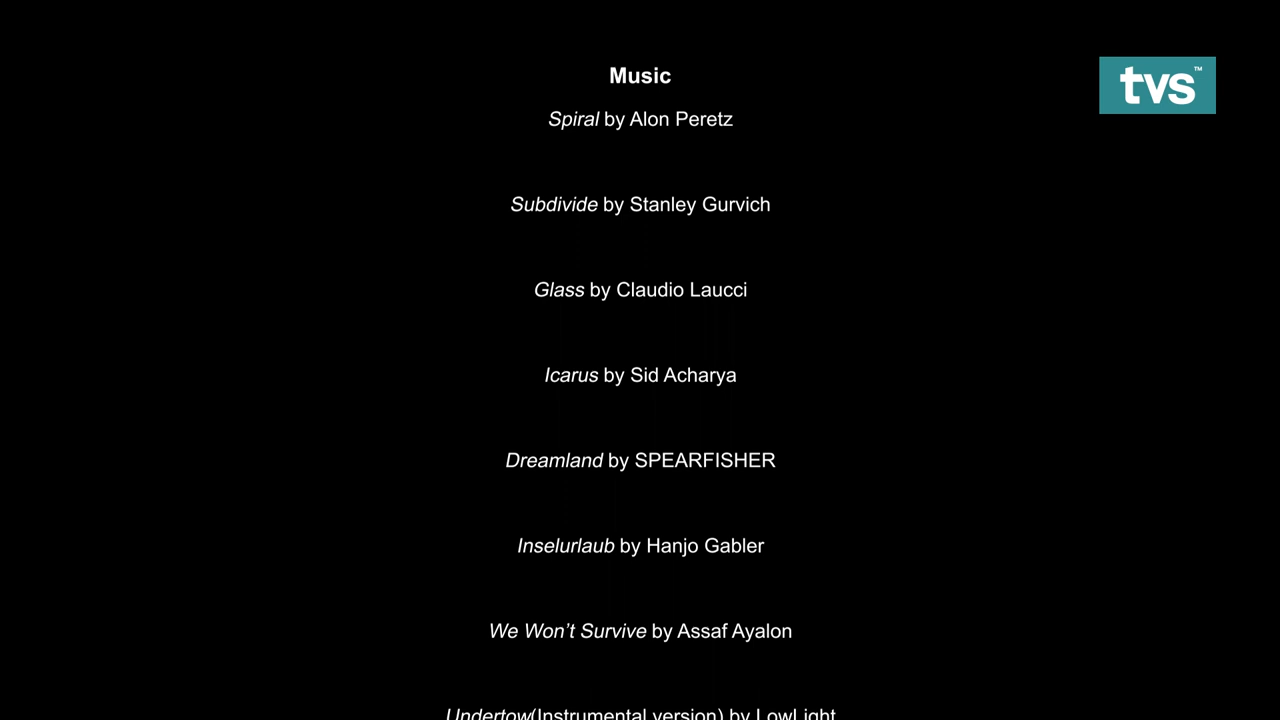 Music
tvs™
Spiral by Alon Peretz
Subdivide by Stanley Gurvich
Glass by Claudio Laucci
Icarus by Sid Acharya
Dreamland by SPEARFISHER
Inselurlaub by Hanjo Gabler
We Won’t Survive by Assaf Ayalon
Undertow(Instrumental version) by LowLight